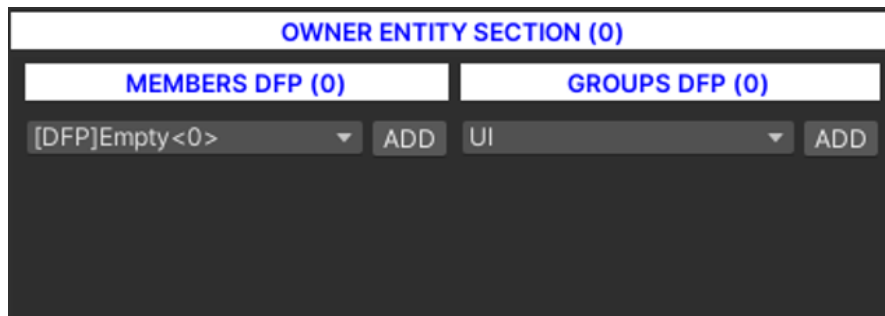 OWNER ENTITY SECTION (0)
MEMBERS DFP (0) GROUPS DFP (0)
[DFP]Empty<0> ADD UI ADD